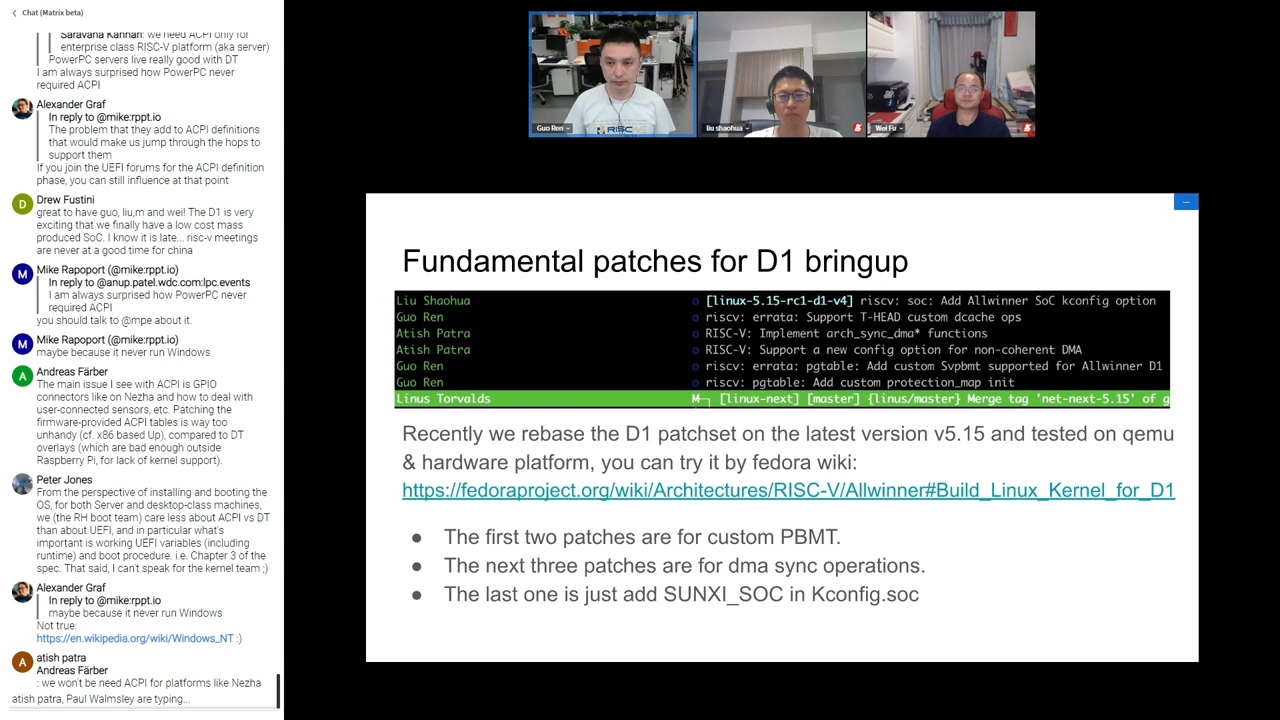 Chat (Matrix beta)
Saravana Kannan: we need ACPI only for
enterprise class RISC-V platform (aka server)
PowerPC servers live really good with DT
I am always surprised how PowerPC never
required ACPI
Alexander Graf
In reply to @mike:rppt.io
The problem that they add to ACPI definitions
that would make us jump through the hops to
support them
If you join the UEFI forums for the ACPI definition
phase, you can still influence at that point
D
Drew Fustini
great to have guo, liu,m and wei! The D1 is very
exciting that we finally have a low cost mass
produced SoC. I know it is late... risc-v meetings
are never at a good time for china
M
Mike Rapoport (@mike:rppt.io)
In reply to @anup.patel.wdc.com:lpc.events
I am always surprised how PowerPC never
required ACPI
you should talk to @mpe about it.
M
Mike Rapoport (@mike:rppt.io)
maybe because it never run Windows
A
Andreas Färber
The main issue I see with ACPI is GPIO
connectors like on Nezha and how to deal with
user-connected sensors, etc. Patching the
firmware-provided ACPI tables is way too
unhandy (cf. x86 based Up), compared to DT
overlays (which are bad enough outside
Raspberry Pi, for lack of kernel support).
Peter Jones
From the perspective of installing and booting the
OS, for both Server and desktop-class machines,
we (the RH boot team) care less about ACPI vs DT
than about UEFI, and in particular what's
important is working UEFI variables (including
runtime) and boot procedure. i.e. Chapter 3 of the
spec. That said, I can't speak for the kernel team ;)
Alexander Graf
In reply to @mike:rppt.io
maybe because it never run Windows
Not true:
https://en.wikipedia.org/wiki/Windows_NT :)
A
atish patra
Andreas Färber
: we won't be need ACPI for platforms like Nezha
atish patra, Paul Walmsley are typing...
RISC-V
Guo Ren
liu shaohua
Wei Fu
Fundamental patches for D1 bringup
Liu Shaohua o [linux-5.15-rc1-d1-v4] riscv: soc: Add Allwinner SoC kconfig option
Guo Ren o riscv: errata: Support T-HEAD custom dcache ops
Atish Patra o RISC-V: Implement arch_sync_dma* functions
Atish Patra o RISC-V: Support a new config option for non-coherent DMA
Guo Ren o riscv: errata: pgtable: Add custom Svpbmt supported for Allwinner D1
Guo Ren o riscv: pgtable: Add custom protection_map init
Linus Torvalds M─┐ [linux-next] [master] {linus/master} Merge tag 'net-next-5.15' of g
Recently we rebase the D1 patchset on the latest version v5.15 and tested on qemu
& hardware platform, you can try it by fedora wiki:
https://fedoraproject.org/wiki/Architectures/RISC-V/Allwinner#Build_Linux_Kernel_for_D1
● The first two patches are for custom PBMT.
● The next three patches are for dma sync operations.
● The last one is just add SUNXI_SOC in Kconfig.soc